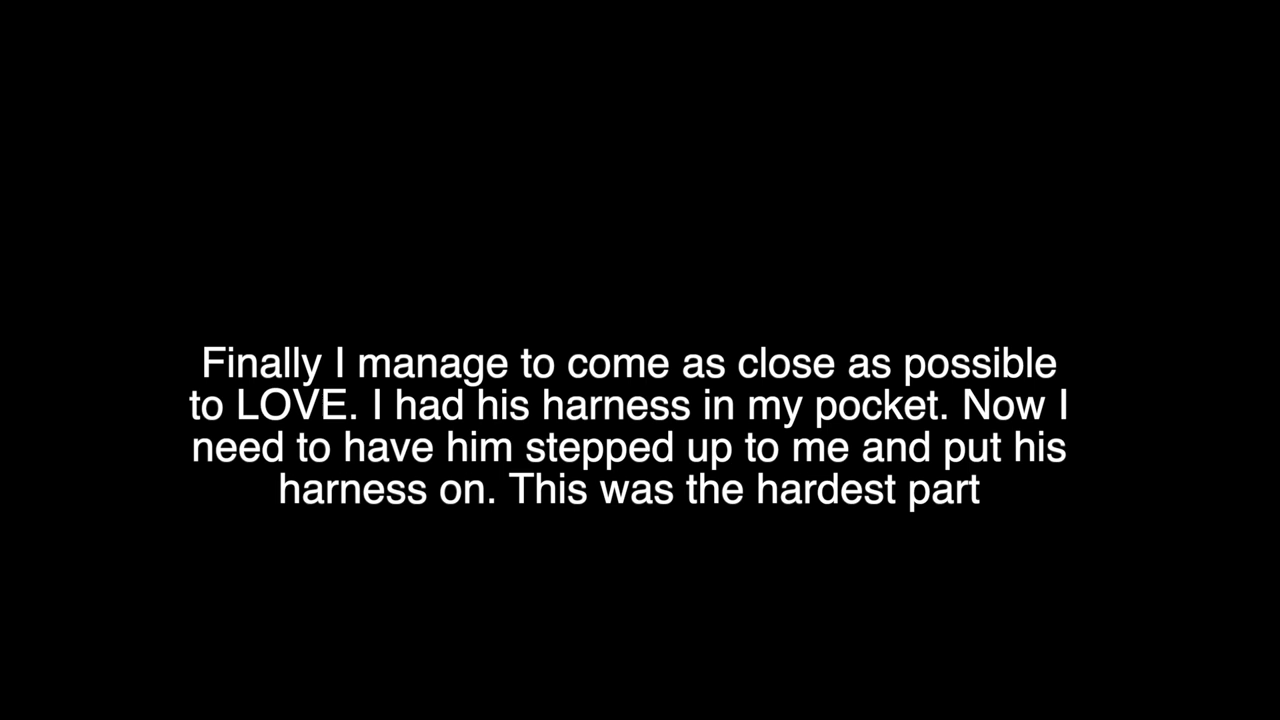 Finally I manage to come as close as possible
to LOVE. I had his harness in my pocket. Now I
need to have him stepped up to me and put his
harness on. This was the hardest part